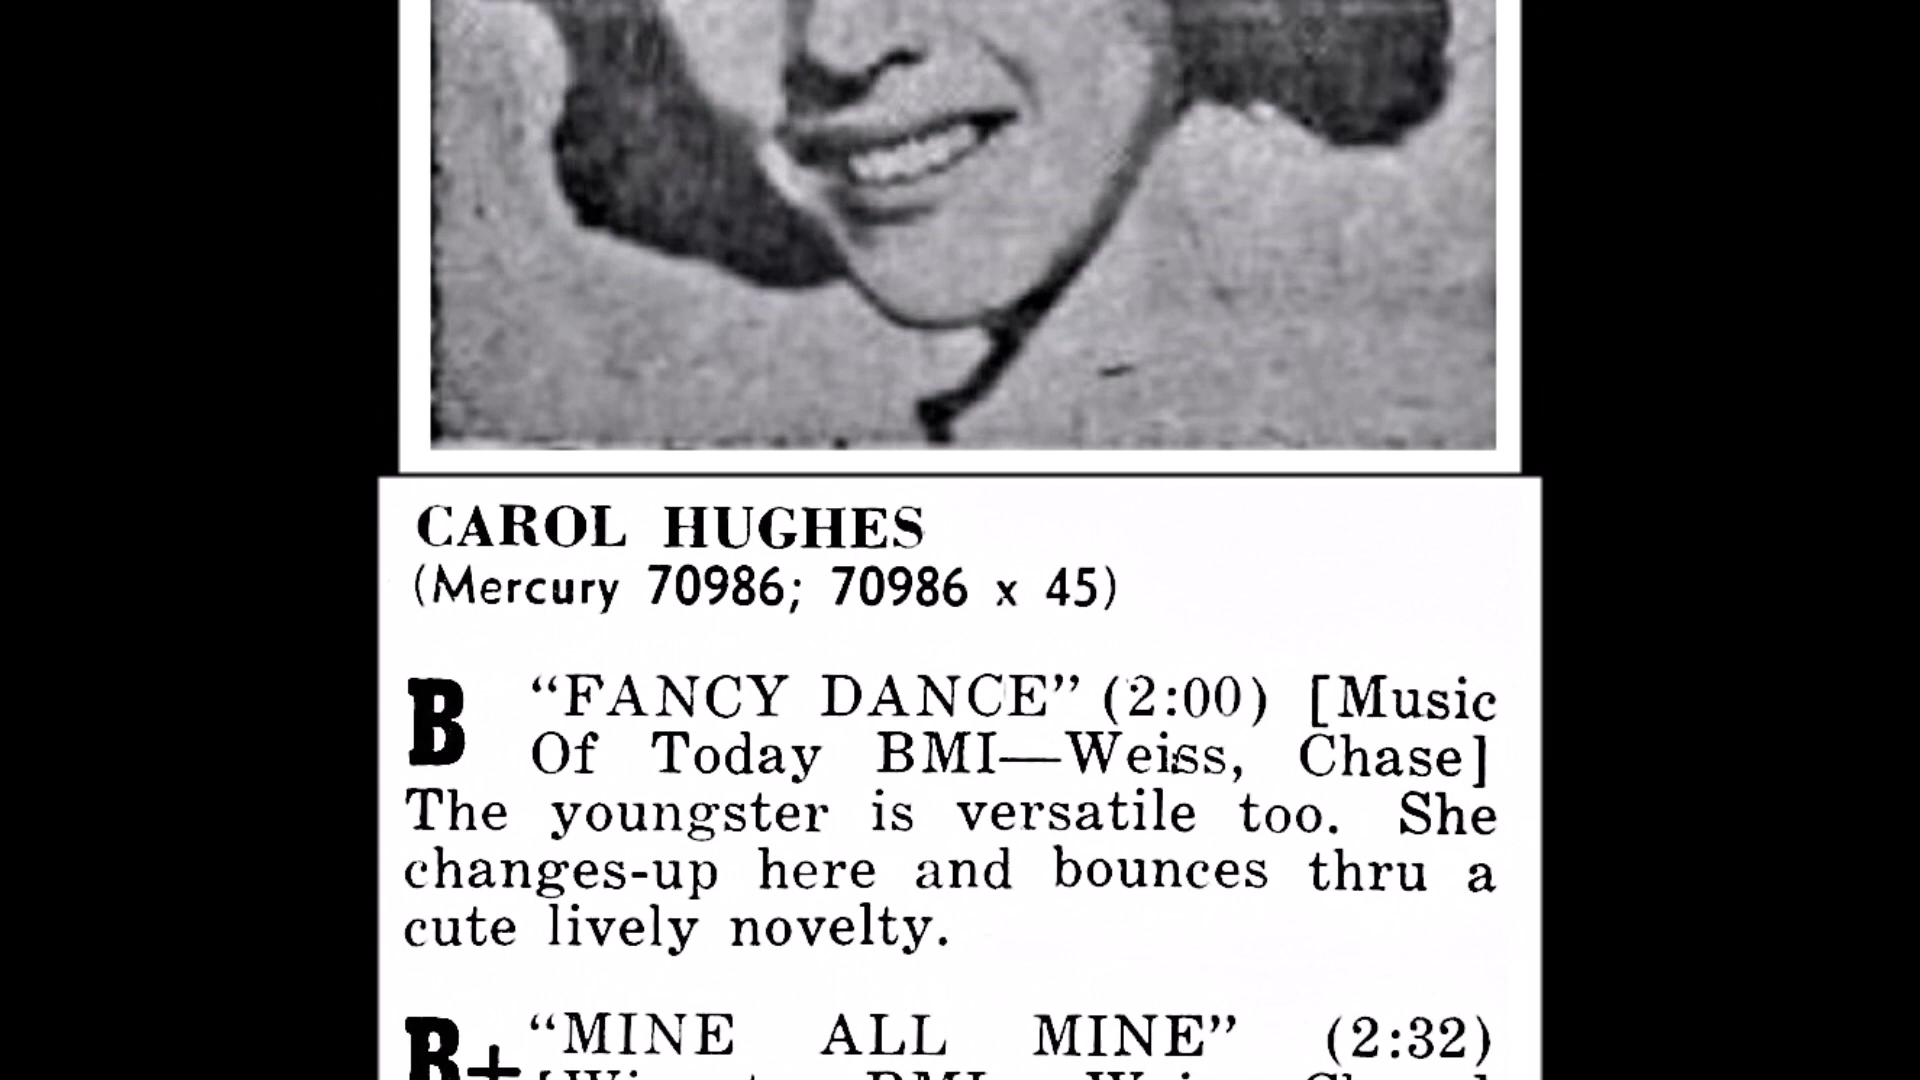 CAROL HUGHES
(Mercury 70986; 70986 x 45)
B “FANCY DANCE” (2:00) [Music
Of Today BMI—Weiss, Chase]
The youngster is versatile too. She
changes-up here and bounces thru a
cute lively novelty.
B+ “MINE ALL MINE” (2:32)